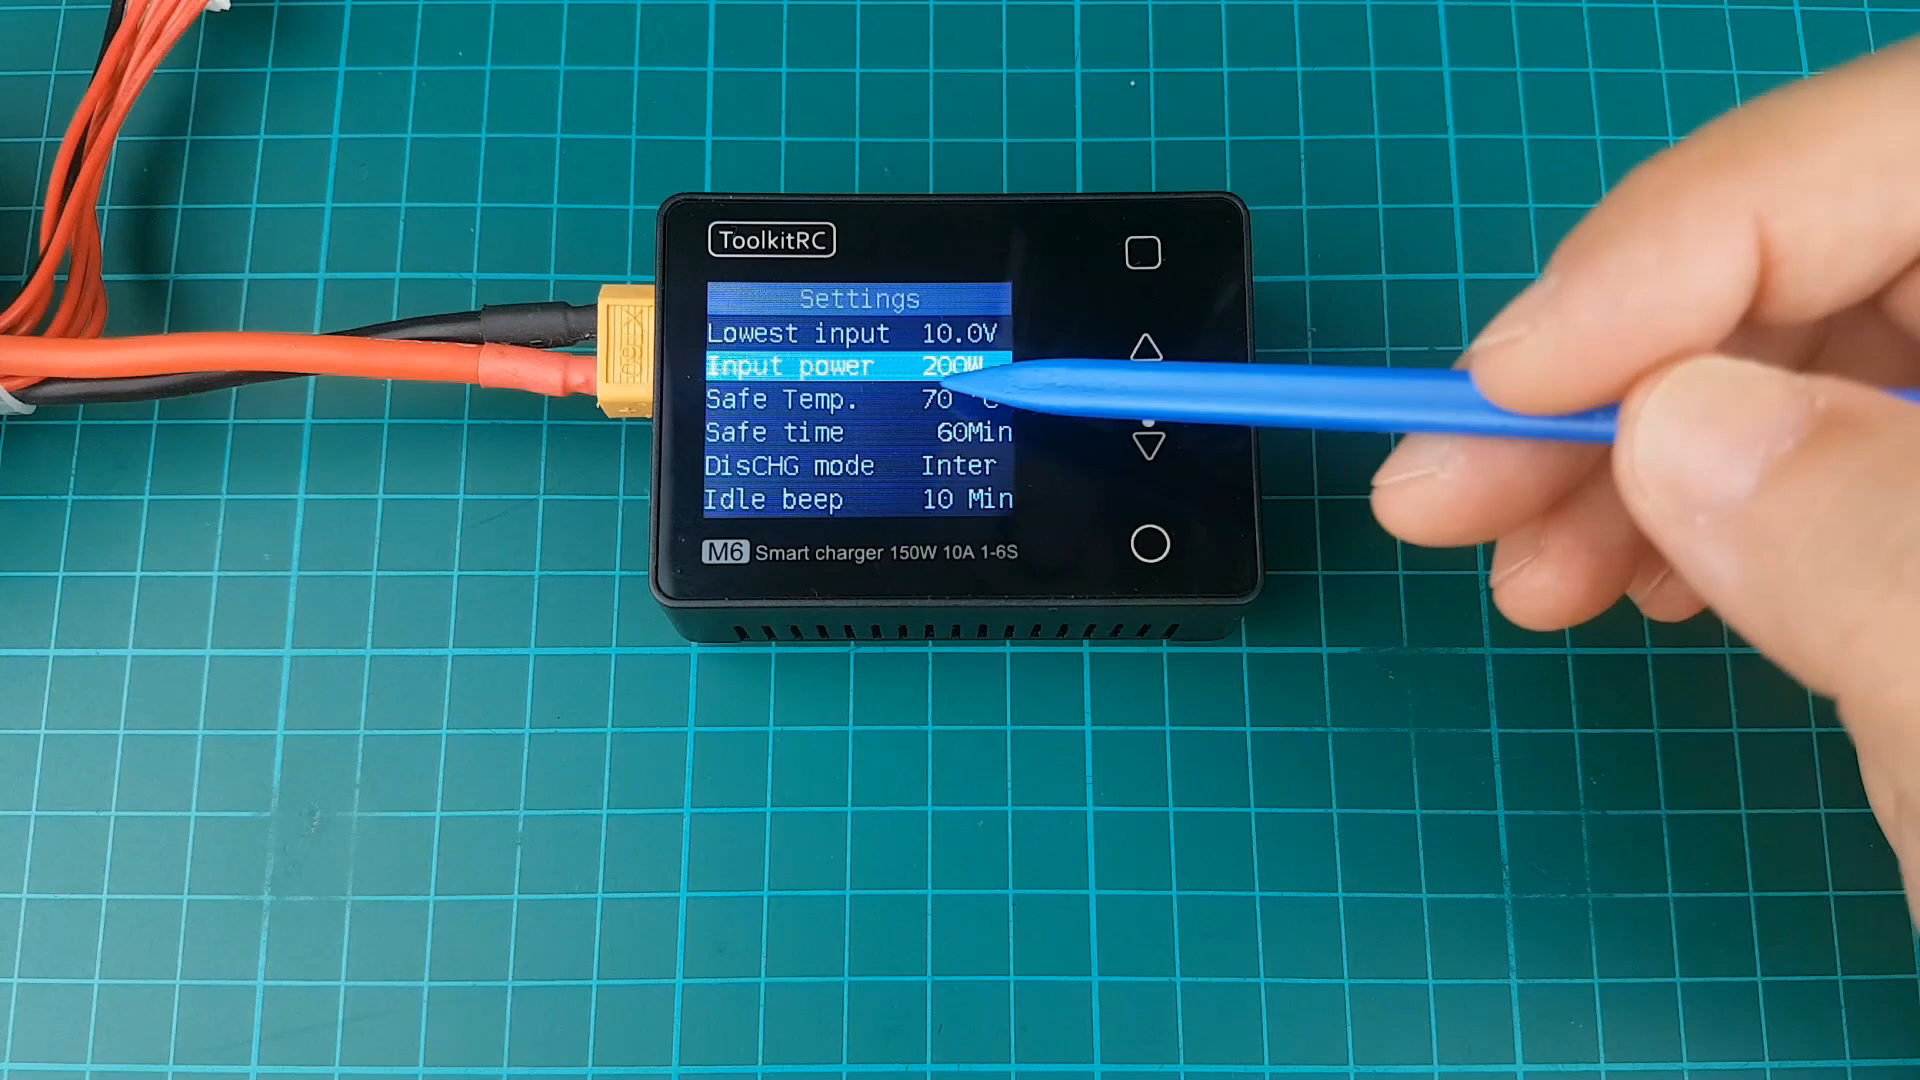 ToolkitRC
Settings
Lowest input 10.0V
Input power 200W
Safe Temp. 70 °C
Safe time 60Min
DisCHG mode Inter
Idle beep 10 Min
M6 Smart charger 150W 10A 1-6S
XT60